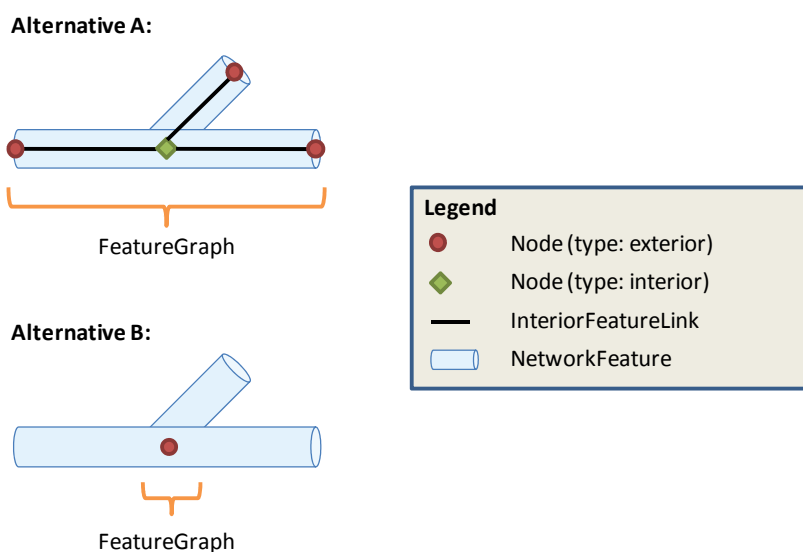 Alternative A:
FeatureGraph
Legend
Node (type: exterior)
Node (type: interior)
InteriorFeatureLink
NetworkFeature
Alternative B:
FeatureGraph